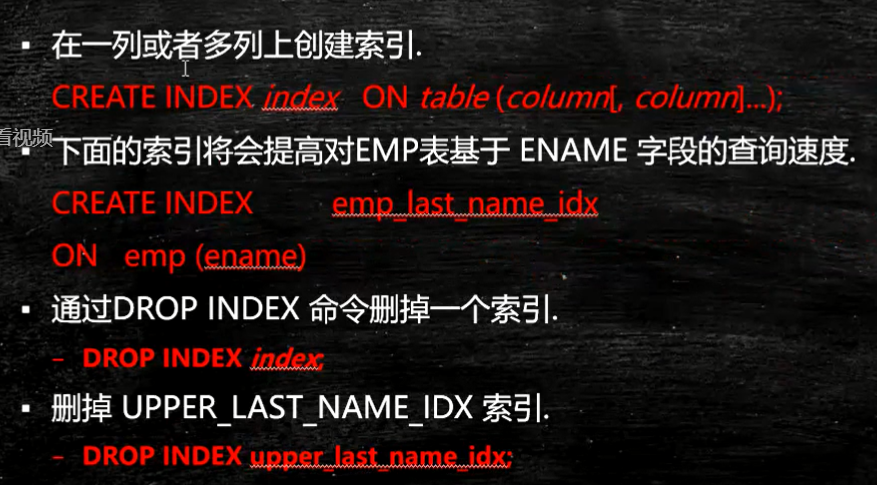 ▪ 在一列或者多列上创建索引.
CREATE INDEX index ON table (column[, column]...);
看视频
▪ 下面的索引将会提高对EMP表基于 ENAME 字段的查询速度.
CREATE INDEX emp_last_name_idx
ON emp (ename)
▪ 通过DROP INDEX 命令删掉一个索引.
– DROP INDEX index;
▪ 删掉 UPPER_LAST_NAME_IDX 索引.
– DROP INDEX upper_last_name_idx;